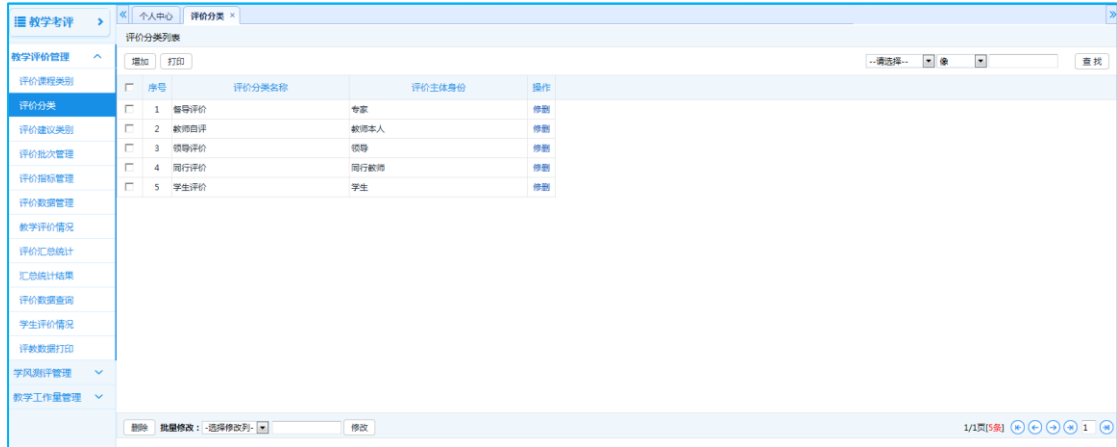 教学考评
个人中心
评价分类 ×
评价分类列表
教学评价管理
增加
打印
--请选择--
像
查找
评价课程类别
序号 评价分类名称 评价主体身份 操作
评价分类
1 督导评价 专家 修删
2 教师自评 教师本人 修删
评价建议类别
3 领导评价 领导 修删
评价批次管理
4 同行评价 同行教师 修删
评价指标管理
5 学生评价 学生 修删
评价数据管理
教学评价情况
评价汇总统计
汇总统计结果
评价数据查询
学生评价情况
评教数据打印
学风测评管理
教学工作量管理
删除 批量修改： -选择修改列- 修改
1/1页[5条] 1